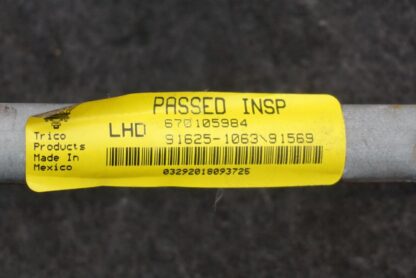 PASSED INSP
LHD 670105984
91625-1063\91569
Trico
Products
Made In
Mexico
03292018093725